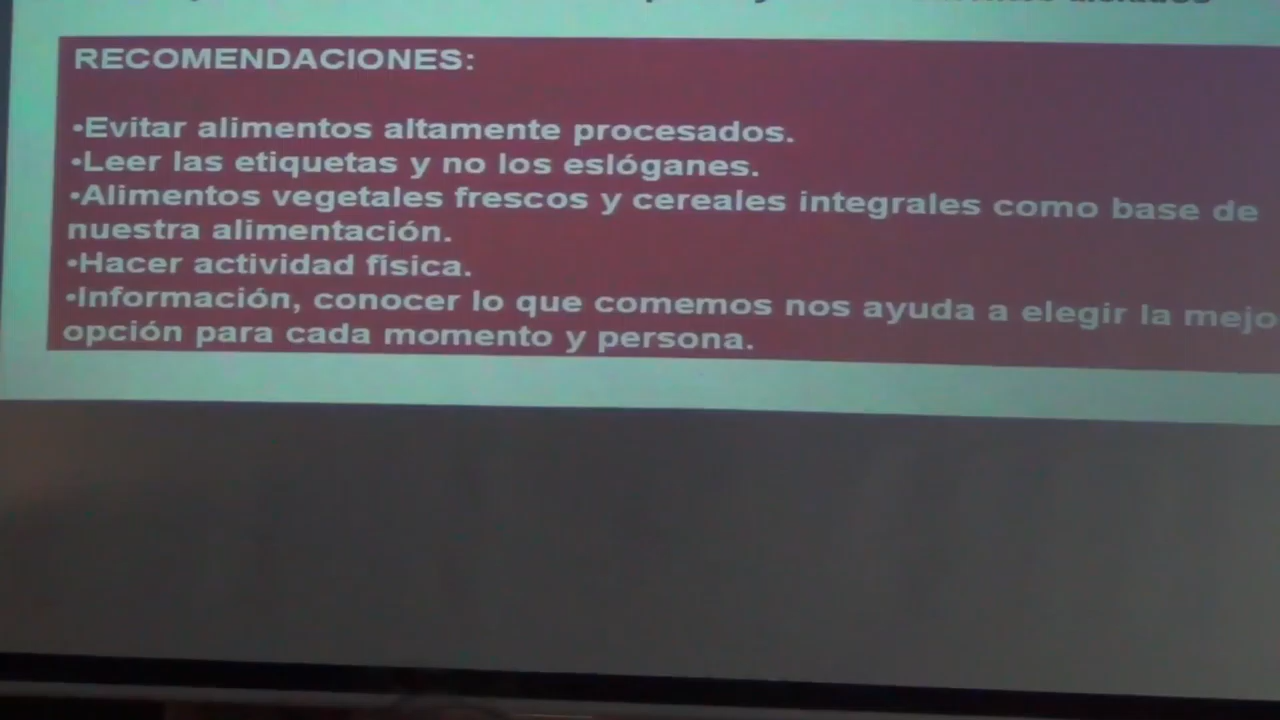 RECOMENDACIONES:
•Evitar alimentos altamente procesados.
•Leer las etiquetas y no los eslóganes.
•Alimentos vegetales frescos y cereales integrales como base de
nuestra alimentación.
•Hacer actividad física.
•Información, conocer lo que comemos nos ayuda a elegir la mejo
opción para cada momento y persona.